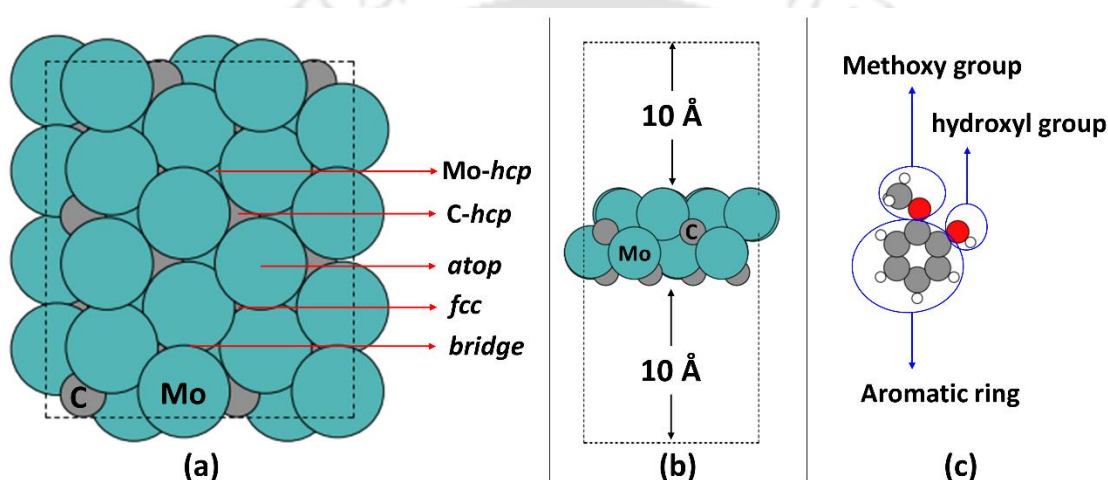 Mo-hcp
C-hcp
atop
fcc
bridge
C
Mo
(a)
10 Å
C
Mo
10 Å
(b)
Methoxy group
hydroxyl group
Aromatic ring
(c)